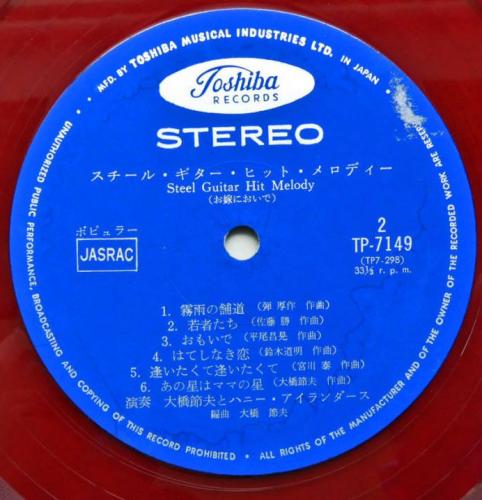 MFD. BY TOSHIBA MUSICAL INDUSTRIES LTD. IN JAPAN.
Toshiba
RECORDS
STEREO
スチール・ギター・ヒット・メロディー
Steel Guitar Hit Melody
(お嫁においで)
ポピュラー
JASRAC
2
TP-7149
(TP7-298)
33⅓ r. p. m.
1. 霧雨の舗道 (弾 厚作 作曲)
2. 若者たち (佐藤 勝 作曲)
3. おもいで (平尾昌晃 作曲)
4. はてしなき恋 (鈴木道明 作曲)
5. 逢いたくて逢いたくて (宮川 泰 作曲)
6. あの星はママの星 (大橋節夫 作曲)
演奏 大橋節夫とハニー・アイランダース
編曲 大橋 節夫
UNAUTHORIZED PUBLIC PERFORMANCE, BROADCASTING AND COPYING OF THIS RECORD PROHIBITED • ALL RIGHTS OF THE MANUFACTURER AND OF THE OWNER OF THE RECORDED WORK ARE RESERVED